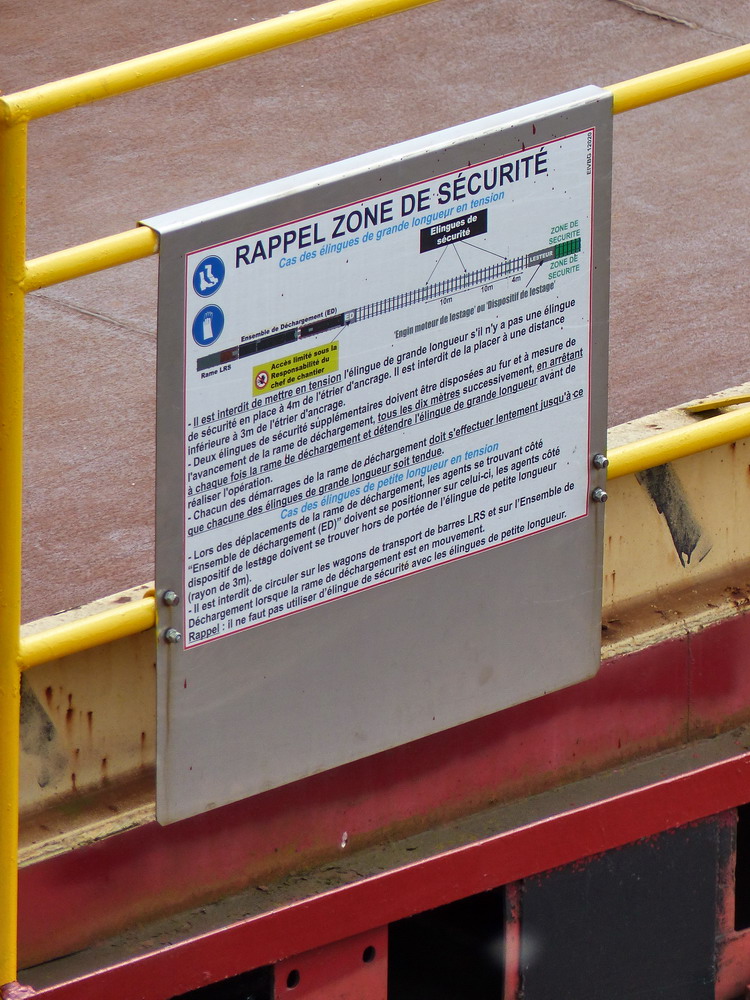 EIVBG 12020
RAPPEL ZONE DE SÉCURITÉ
Cas des élingues de grande longueur en tension
Elingues de
sécurité
ZONE DE
SECURITE
LESTEUR
ZONE DE
SECURITE
10m
10m
4m
Ensemble de Déchargement (ED)
ED
Rame LRS
'Engin moteur de lestage' ou 'Dispositif de lestage'
Accès limité sous la
Responsabilité du
chef de chantier
- Il est interdit de mettre en tension l'élingue de grande longueur s'il n'y a pas une élingue
de sécurité en place à 4m de l'étrier d'ancrage. Il est interdit de la placer à une distance
inférieure à 3m de l'étrier d'ancrage.
- Deux élingues de sécurité supplémentaires doivent être disposées au fur et à mesure de
l'avancement de la rame de déchargement, tous les dix mètres successivement, en arrêtant
à chaque fois la rame de déchargement et détendre l'élingue de grande longueur avant de
réaliser l'opération.
- Chacun des démarrages de la rame de déchargement doit s'effectuer lentement jusqu'à ce
que chacune des élingues de grande longueur soit tendue.
Cas des élingues de petite longueur en tension
- Lors des déplacements de la rame de déchargement, les agents se trouvant côté
"Ensemble de déchargement (ED)" doivent se positionner sur celui-ci, les agents côté
dispositif de lestage doivent se trouver hors de portée de l'élingue de petite longueur
(rayon de 3m).
- Il est interdit de circuler sur les wagons de transport de barres LRS et sur l'Ensemble de
Déchargement lorsque la rame de déchargement est en mouvement.
Rappel : il ne faut pas utiliser d'élingue de sécurité avec les élingues de petite longueur.